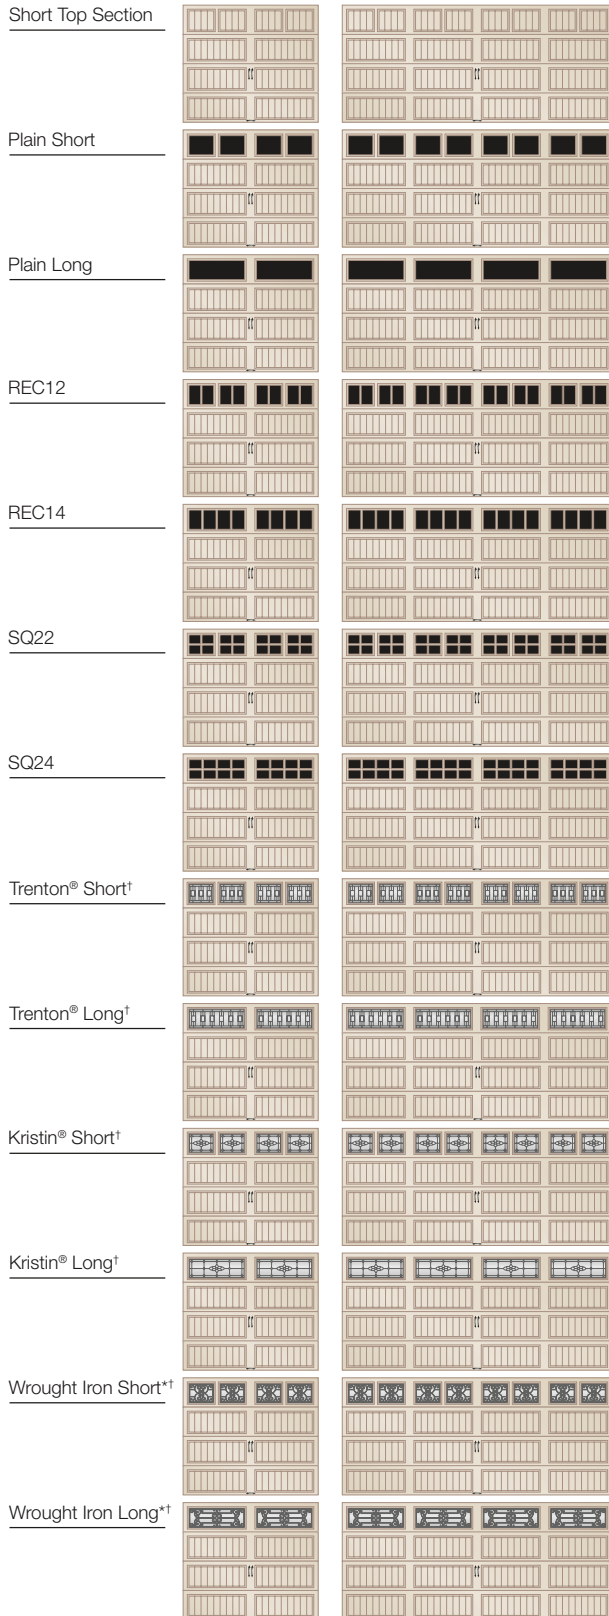 Short Top Section
Plain Short
Plain Long
REC12
REC14
SQ22
SQ24
Trenton® Short†
Trenton® Long†
Kristin® Short†
Kristin® Long†
Wrought Iron Short*†
Wrought Iron Long*†